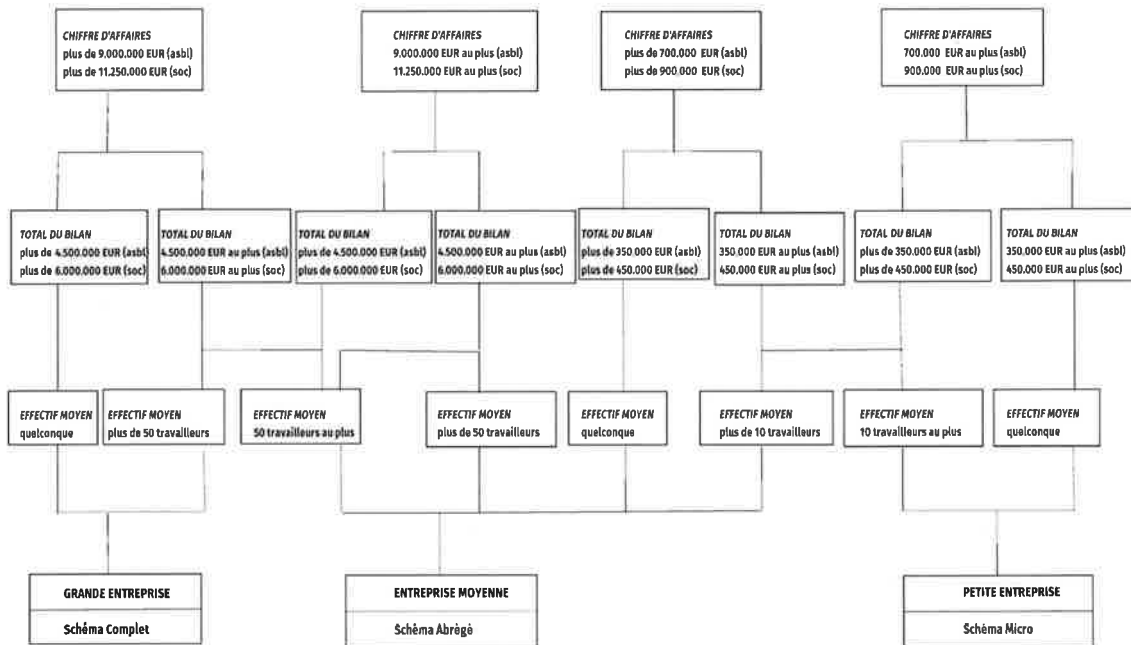 CHIFFRE D'AFFAIRES
plus de 9.000.000 EUR (asbl)
plus de 11.250.000 EUR (soc)
CHIFFRE D'AFFAIRES
9.000.000 EUR au plus (asbl)
11.250.000 EUR au plus (soc)
CHIFFRE D'AFFAIRES
plus de 700.000 EUR (asbl)
plus de 900.000 EUR (soc)
CHIFFRE D'AFFAIRES
700.000 EUR au plus (asbl)
900.000 EUR au plus (soc)
TOTAL DU BILAN
plus de 4.500.000 EUR (asbl)
plus de 6.000.000 EUR (soc)
TOTAL DU BILAN
4.500.000 EUR au plus (asbl)
6.000.000 EUR au plus (soc)
TOTAL DU BILAN
plus de 4.500.000 EUR (asbl)
plus de 6.000.000 EUR (soc)
TOTAL DU BILAN
4.500.000 EUR au plus (asbl)
6.000.000 EUR au plus (soc)
TOTAL DU BILAN
plus de 350.000 EUR (asbl)
plus de 450.000 EUR (soc)
TOTAL DU BILAN
350.000 EUR au plus (asbl)
450.000 EUR au plus (soc)
TOTAL DU BILAN
plus de 350.000 EUR (asbl)
plus de 450.000 EUR (soc)
TOTAL DU BILAN
350.000 EUR au plus (asbl)
450.000 EUR au plus (soc)
EFFECTIF MOYEN
quelconque
EFFECTIF MOYEN
plus de 50 travailleurs
EFFECTIF MOYEN
50 travailleurs au plus
EFFECTIF MOYEN
plus de 50 travailleurs
EFFECTIF MOYEN
quelconque
EFFECTIF MOYEN
plus de 10 travailleurs
EFFECTIF MOYEN
10 travailleurs au plus
EFFECTIF MOYEN
quelconque
GRANDE ENTREPRISE
Schéma Complet
ENTREPRISE MOYENNE
Schéma Abrégé
PETITE ENTREPRISE
Schéma Micro